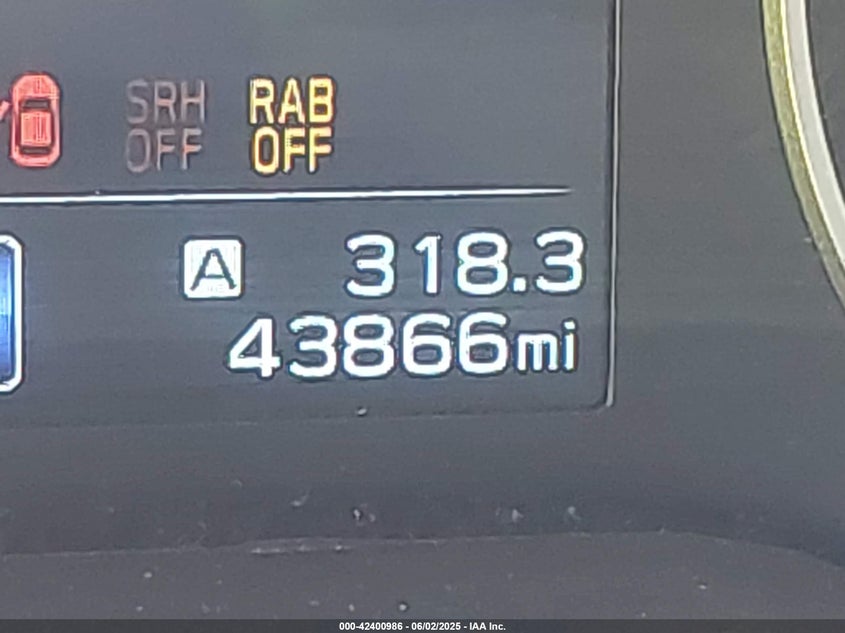 SRH RAB
OFF OFF
A 318.3
43866mi
000-42400986 - 06/02/2025 - IAA Inc.